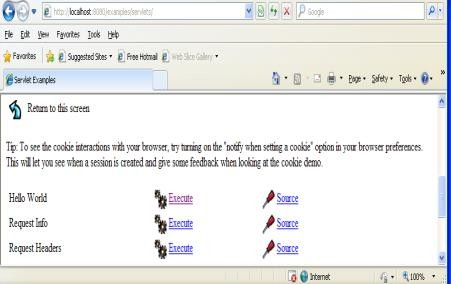 http://localhost:8080/examples/servlets/
Google
File Edit View Favorites Tools Help
Favorites Suggested Sites Free Hotmail Web Slice Gallery
Servlet Examples
Page Safety Tools
Return to this screen
Tip: To see the cookie interactions with your browser, try turning on the "notify when setting a cookie" option in your browser preferences.
This will let you see when a session is created and give some feedback when looking at the cookie demo.
Hello World Execute Source
Request Info Execute Source
Request Headers Execute Source
Internet 100%